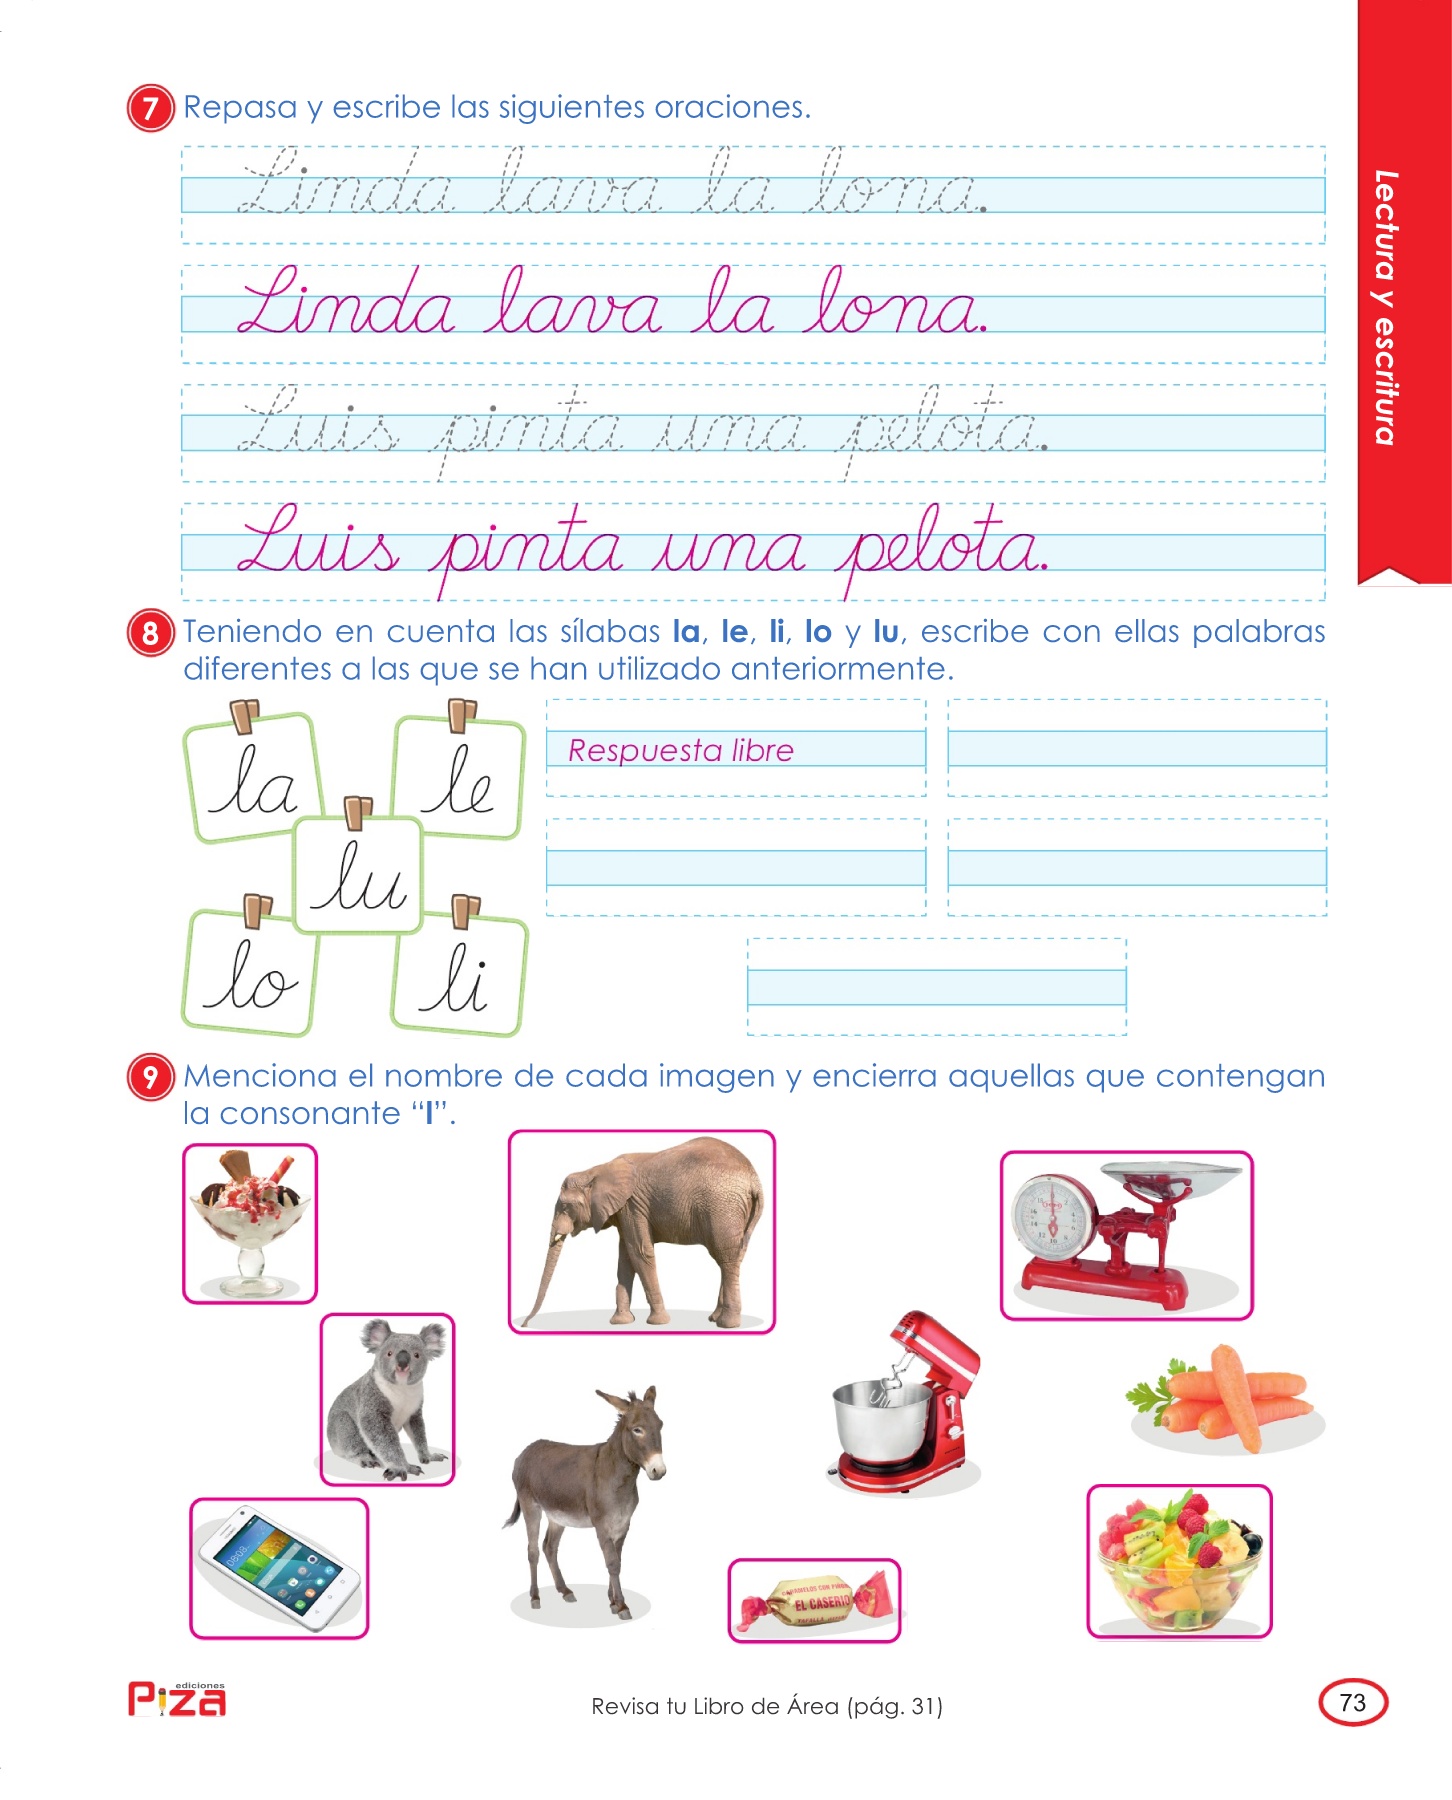 7 Repasa y escribe las siguientes oraciones.
Linda lava la lona.
Linda lava la lona.
Luis pinta una pelota.
Luis pinta una pelota.
Lectura y escritura
8 Teniendo en cuenta las sílabas la, le, li, lo y lu, escribe con ellas palabras
diferentes a las que se han utilizado anteriormente.
la
le
lu
lo
li
Respuesta libre
9 Menciona el nombre de cada imagen y encierra aquellas que contengan
la consonante “l”.
08:08
EL CASERIO
ediciones
Piza
Revisa tu Libro de Área (pág. 31)
73